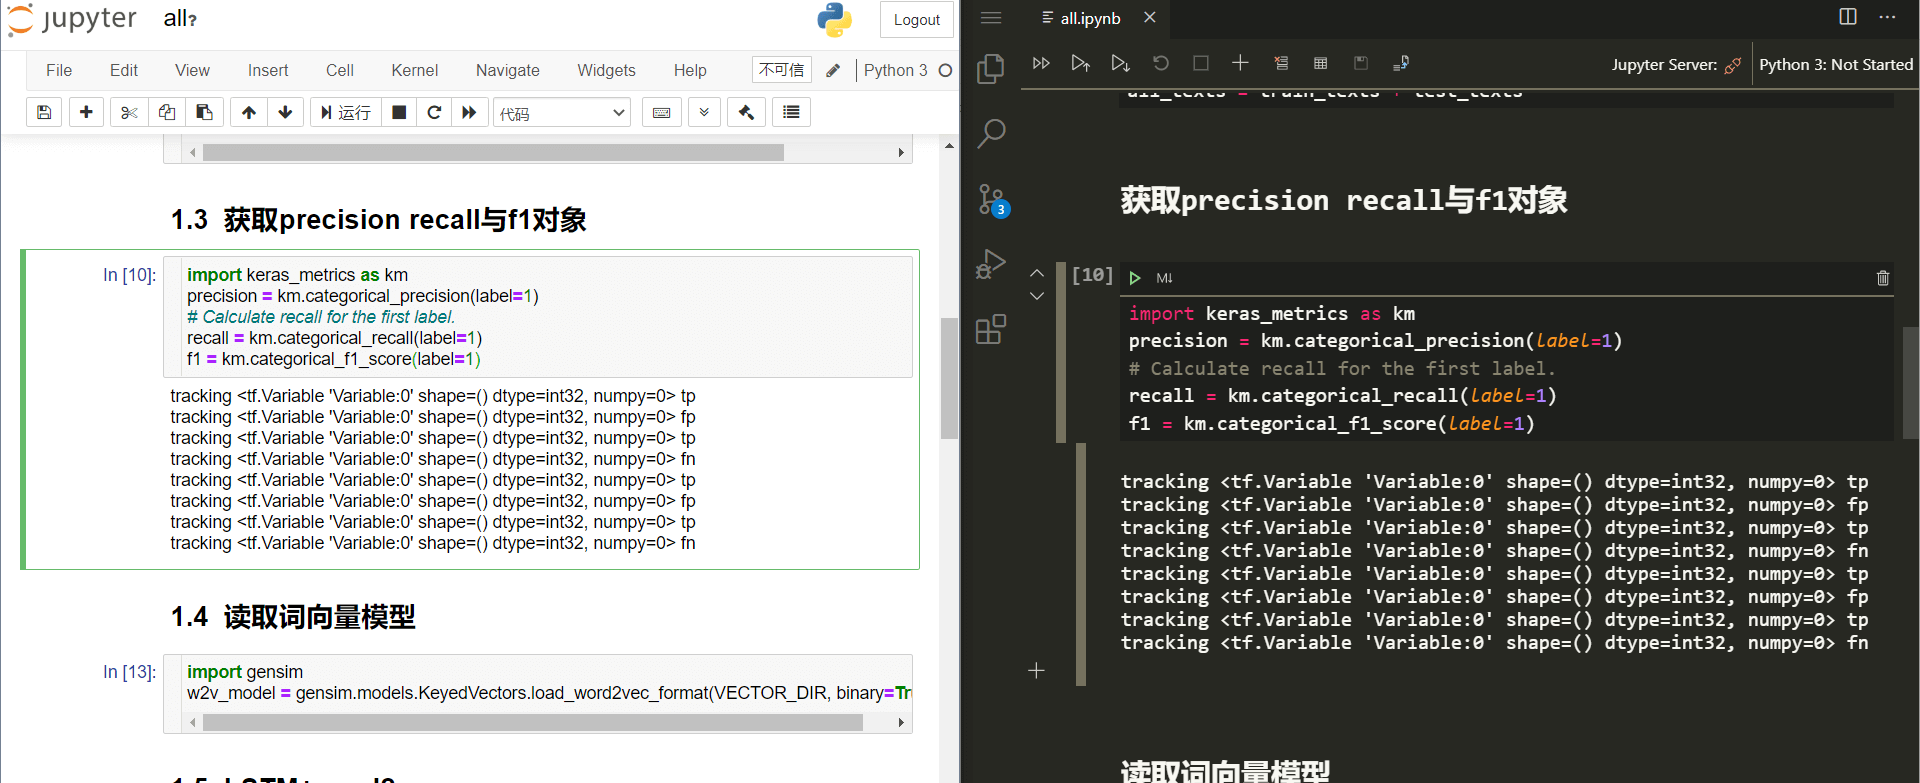 jupyter all?
Logout
File Edit View Insert Cell Kernel Navigate Widgets Help 不可信 Python 3
运行 代码
1.3 获取precision recall与f1对象
In [10]:
import keras_metrics as km
precision = km.categorical_precision(label=1)
# Calculate recall for the first label.
recall = km.categorical_recall(label=1)
f1 = km.categorical_f1_score(label=1)
tracking <tf.Variable 'Variable:0' shape=() dtype=int32, numpy=0> tp
tracking <tf.Variable 'Variable:0' shape=() dtype=int32, numpy=0> fp
tracking <tf.Variable 'Variable:0' shape=() dtype=int32, numpy=0> tp
tracking <tf.Variable 'Variable:0' shape=() dtype=int32, numpy=0> fn
tracking <tf.Variable 'Variable:0' shape=() dtype=int32, numpy=0> tp
tracking <tf.Variable 'Variable:0' shape=() dtype=int32, numpy=0> fp
tracking <tf.Variable 'Variable:0' shape=() dtype=int32, numpy=0> tp
tracking <tf.Variable 'Variable:0' shape=() dtype=int32, numpy=0> fn
1.4 读取词向量模型
In [13]:
import gensim
w2v_model = gensim.models.KeyedVectors.load_word2vec_format(VECTOR_DIR, binary=Tr
all.ipynb
Jupyter Server: Python 3: Not Started
all_texts = train_texts + test_texts
3
获取precision recall与f1对象
[10] M↓
import keras_metrics as km
precision = km.categorical_precision(label=1)
# Calculate recall for the first label.
recall = km.categorical_recall(label=1)
f1 = km.categorical_f1_score(label=1)
tracking <tf.Variable 'Variable:0' shape=() dtype=int32, numpy=0> tp
tracking <tf.Variable 'Variable:0' shape=() dtype=int32, numpy=0> fp
tracking <tf.Variable 'Variable:0' shape=() dtype=int32, numpy=0> tp
tracking <tf.Variable 'Variable:0' shape=() dtype=int32, numpy=0> fn
tracking <tf.Variable 'Variable:0' shape=() dtype=int32, numpy=0> tp
tracking <tf.Variable 'Variable:0' shape=() dtype=int32, numpy=0> fp
tracking <tf.Variable 'Variable:0' shape=() dtype=int32, numpy=0> tp
tracking <tf.Variable 'Variable:0' shape=() dtype=int32, numpy=0> fn
读取词向量模型